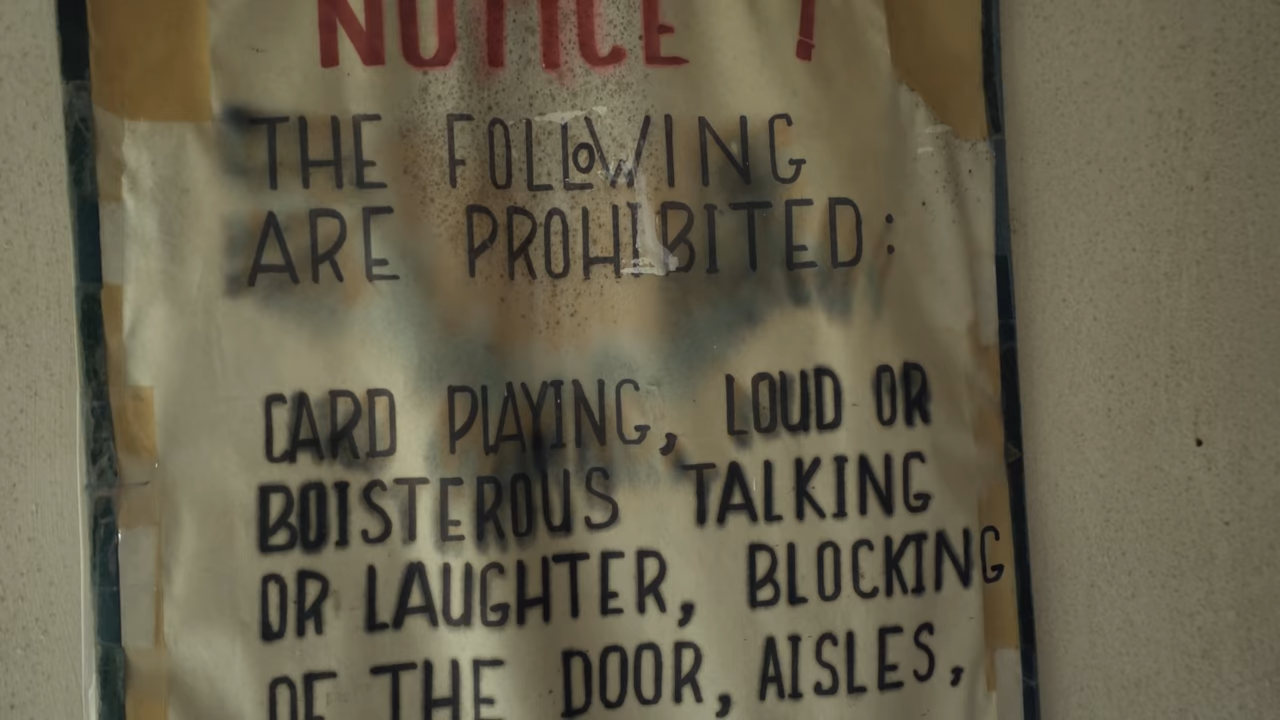 NOTICE !
THE FOLLOWING
ARE PROHIBITED:
CARD PLAYING, LOUD OR
BOISTEROUS TALKING
OR LAUGHTER, BLOCKING
OF THE DOOR, AISLES,